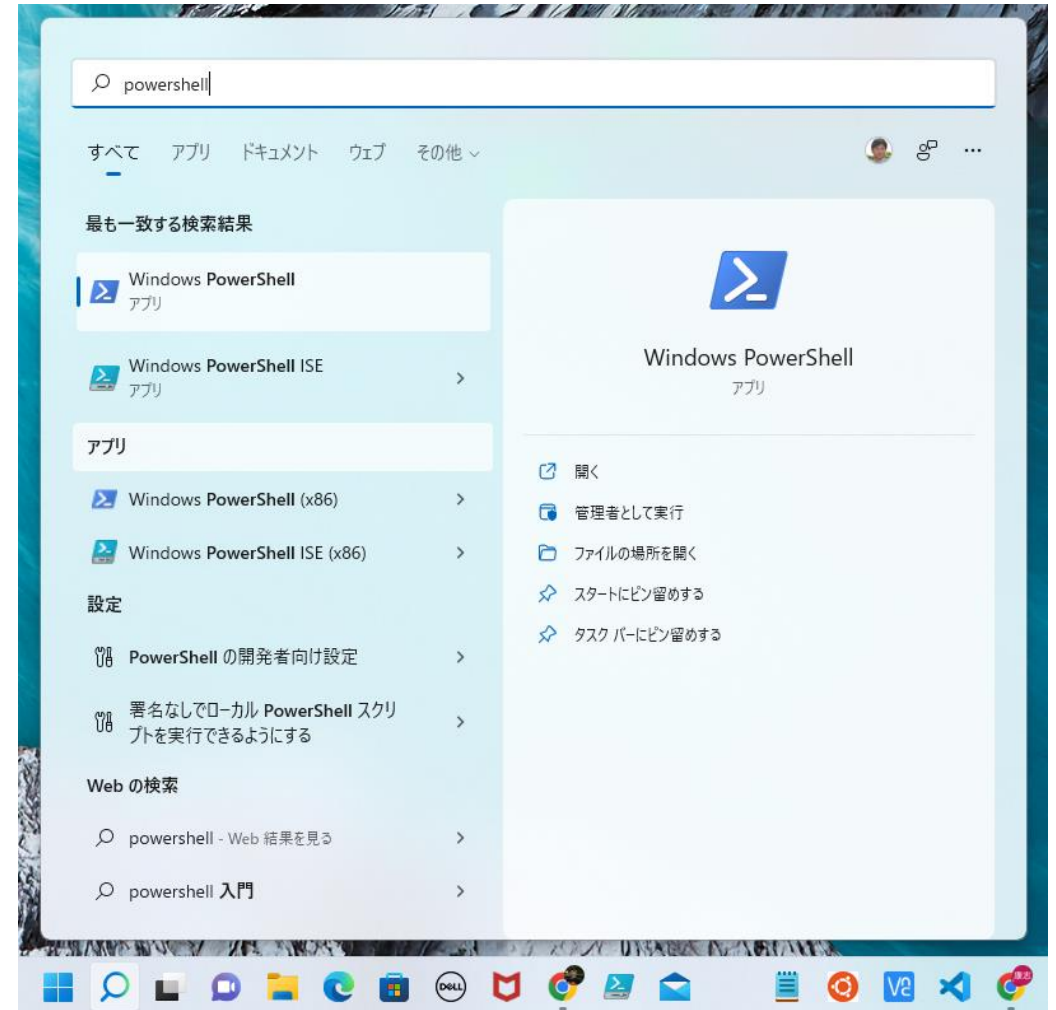 powershell
すべて アプリ ドキュメント ウェブ その他
最も一致する検索結果
Windows PowerShell
アプリ
Windows PowerShell ISE
アプリ
アプリ
Windows PowerShell (x86)
Windows PowerShell ISE (x86)
設定
PowerShell の開発者向け設定
署名なしでローカル PowerShell スクリ
プトを実行できるようにする
Web の検索
powershell - Web 結果を見る
powershell 入門
Windows PowerShell
アプリ
開く
管理者として実行
ファイルの場所を開く
スタートにピン留めする
タスク バーにピン留めする
DELL